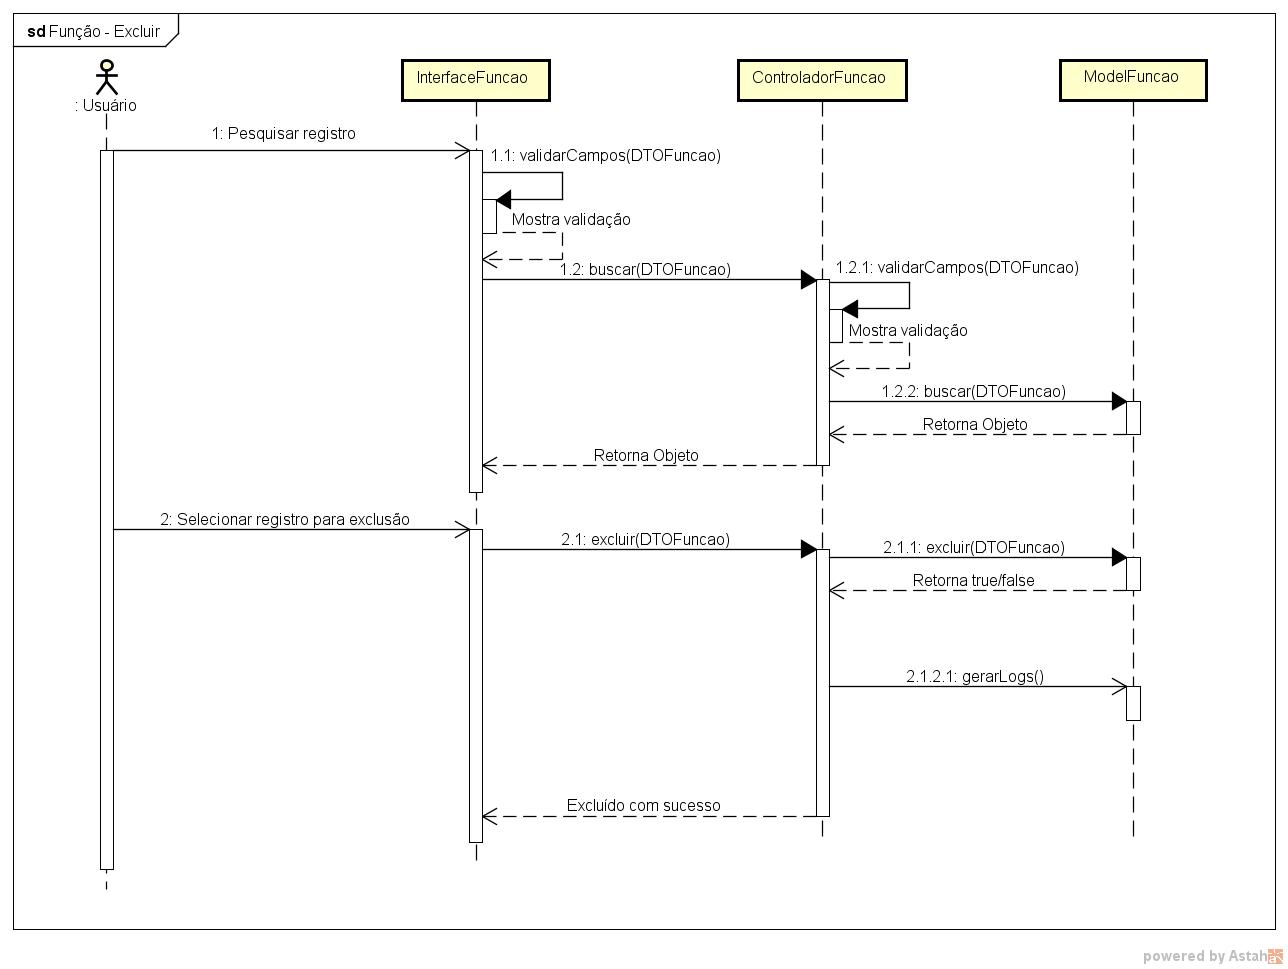 sd Função - Excluir
: Usuário
InterfaceFuncao
ControladorFuncao
ModelFuncao
1: Pesquisar registro
1.1: validarCampos(DTOFuncao)
Mostra validação
1.2: buscar(DTOFuncao)
1.2.1: validarCampos(DTOFuncao)
Mostra validação
1.2.2: buscar(DTOFuncao)
Retorna Objeto
Retorna Objeto
2: Selecionar registro para exclusão
2.1: excluir(DTOFuncao)
2.1.1: excluir(DTOFuncao)
Retorna true/false
2.1.2.1: gerarLogs()
Excluído com sucesso
powered by Astah